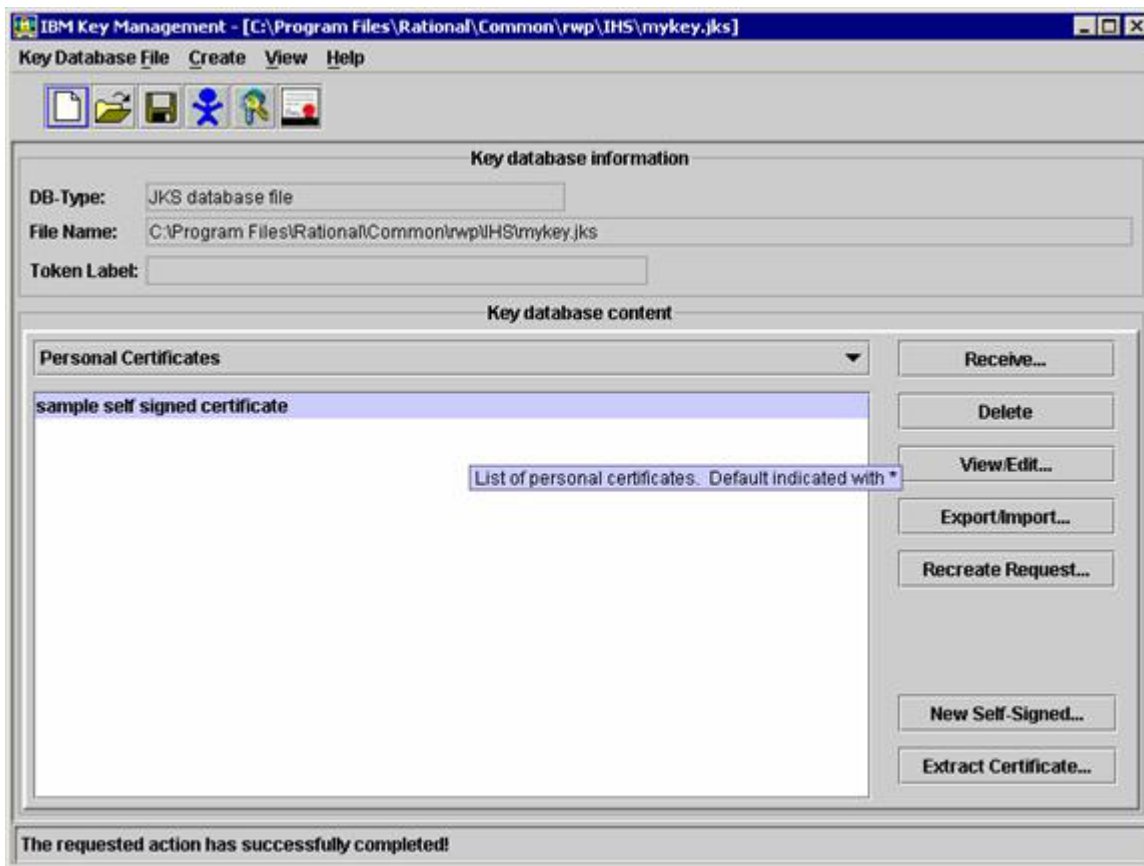 IBM Key Management - [C:\Program Files\Rational\Common\rwp\IHS\mykey.jks]
Key Database File Create View Help
Key database information
DB-Type: JKS database file
File Name: C:\Program Files\Rational\Common\rwp\IHS\mykey.jks
Token Label:
Key database content
Personal Certificates
Receive...
sample self signed certificate
Delete
List of personal certificates. Default indicated with *
View/Edit...
Export/Import...
Recreate Request...
New Self-Signed...
Extract Certificate...
The requested action has successfully completed!